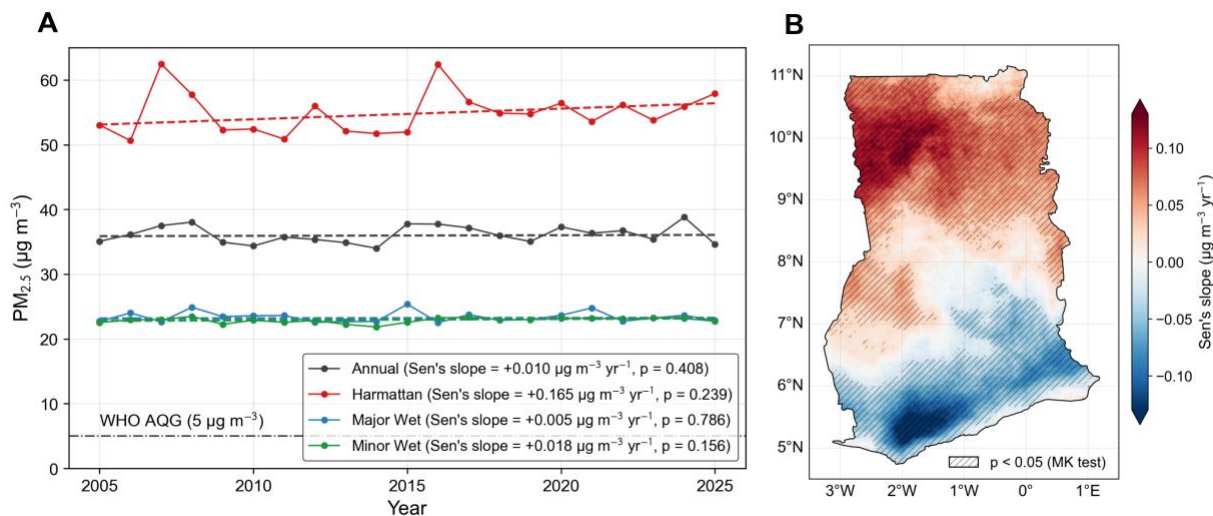 A
PM₂.₅ (µg m⁻³)
60
50
40
30
20
10
0
2005
2010
2015
2020
2025
Year
WHO AQG (5 µg m⁻³)
Annual (Sen's slope = +0.010 µg m⁻³ yr⁻¹, p = 0.408)
Harmattan (Sen's slope = +0.165 µg m⁻³ yr⁻¹, p = 0.239)
Major Wet (Sen's slope = +0.005 µg m⁻³ yr⁻¹, p = 0.786)
Minor Wet (Sen's slope = +0.018 µg m⁻³ yr⁻¹, p = 0.156)
B
11°N
10°N
9°N
8°N
7°N
6°N
5°N
3°W
2°W
1°W
0°
1°E
p < 0.05 (MK test)
0.10
0.05
0.00
−0.05
−0.10
Sen's slope (µg m⁻³ yr⁻¹)